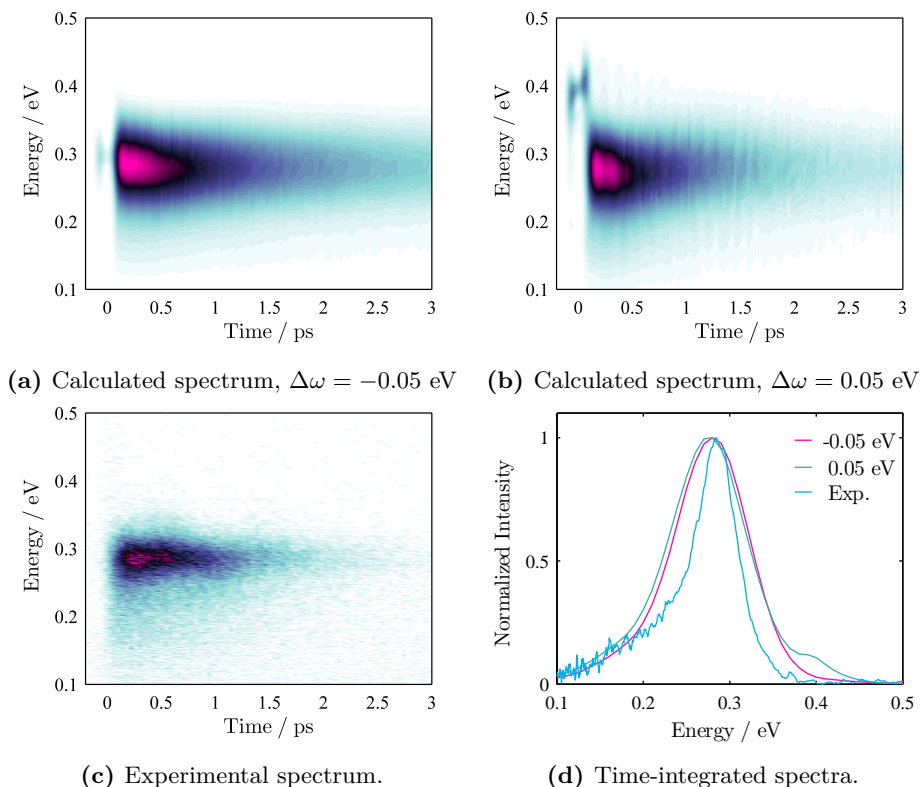 0.5
0.4
0.3
0.2
0.1
Energy / eV
0 0.5 1 1.5 2 2.5 3
Time / ps
(a) Calculated spectrum, Δω = −0.05 eV
0.5
0.4
0.3
0.2
0.1
Energy / eV
0 0.5 1 1.5 2 2.5 3
Time / ps
(b) Calculated spectrum, Δω = 0.05 eV
0.5
0.4
0.3
0.2
0.1
Energy / eV
0 0.5 1 1.5 2 2.5 3
Time / ps
(c) Experimental spectrum.
1
0.5
0
Normalized Intensity
-0.05 eV
0.05 eV
Exp.
0.1 0.2 0.3 0.4 0.5
Energy / eV
(d) Time-integrated spectra.